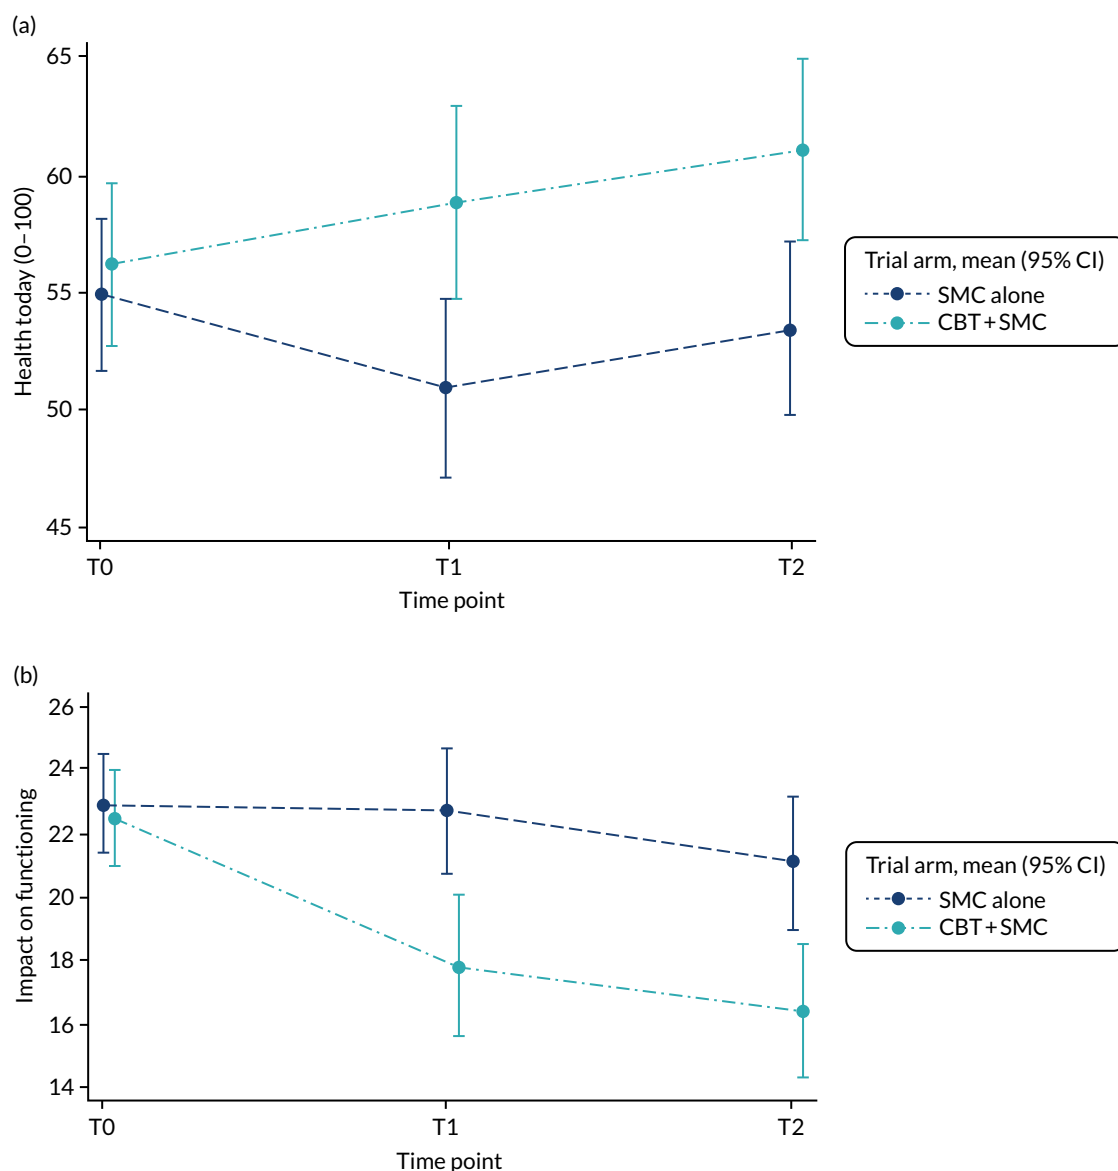 (a)
65
60
55
50
45
Health today (0–100)
T0
T1
T2
Time point
Trial arm, mean (95% CI)
SMC alone
CBT + SMC
(b)
26
24
22
20
18
16
14
Impact on functioning
T0
T1
T2
Time point
Trial arm, mean (95% CI)
SMC alone
CBT + SMC